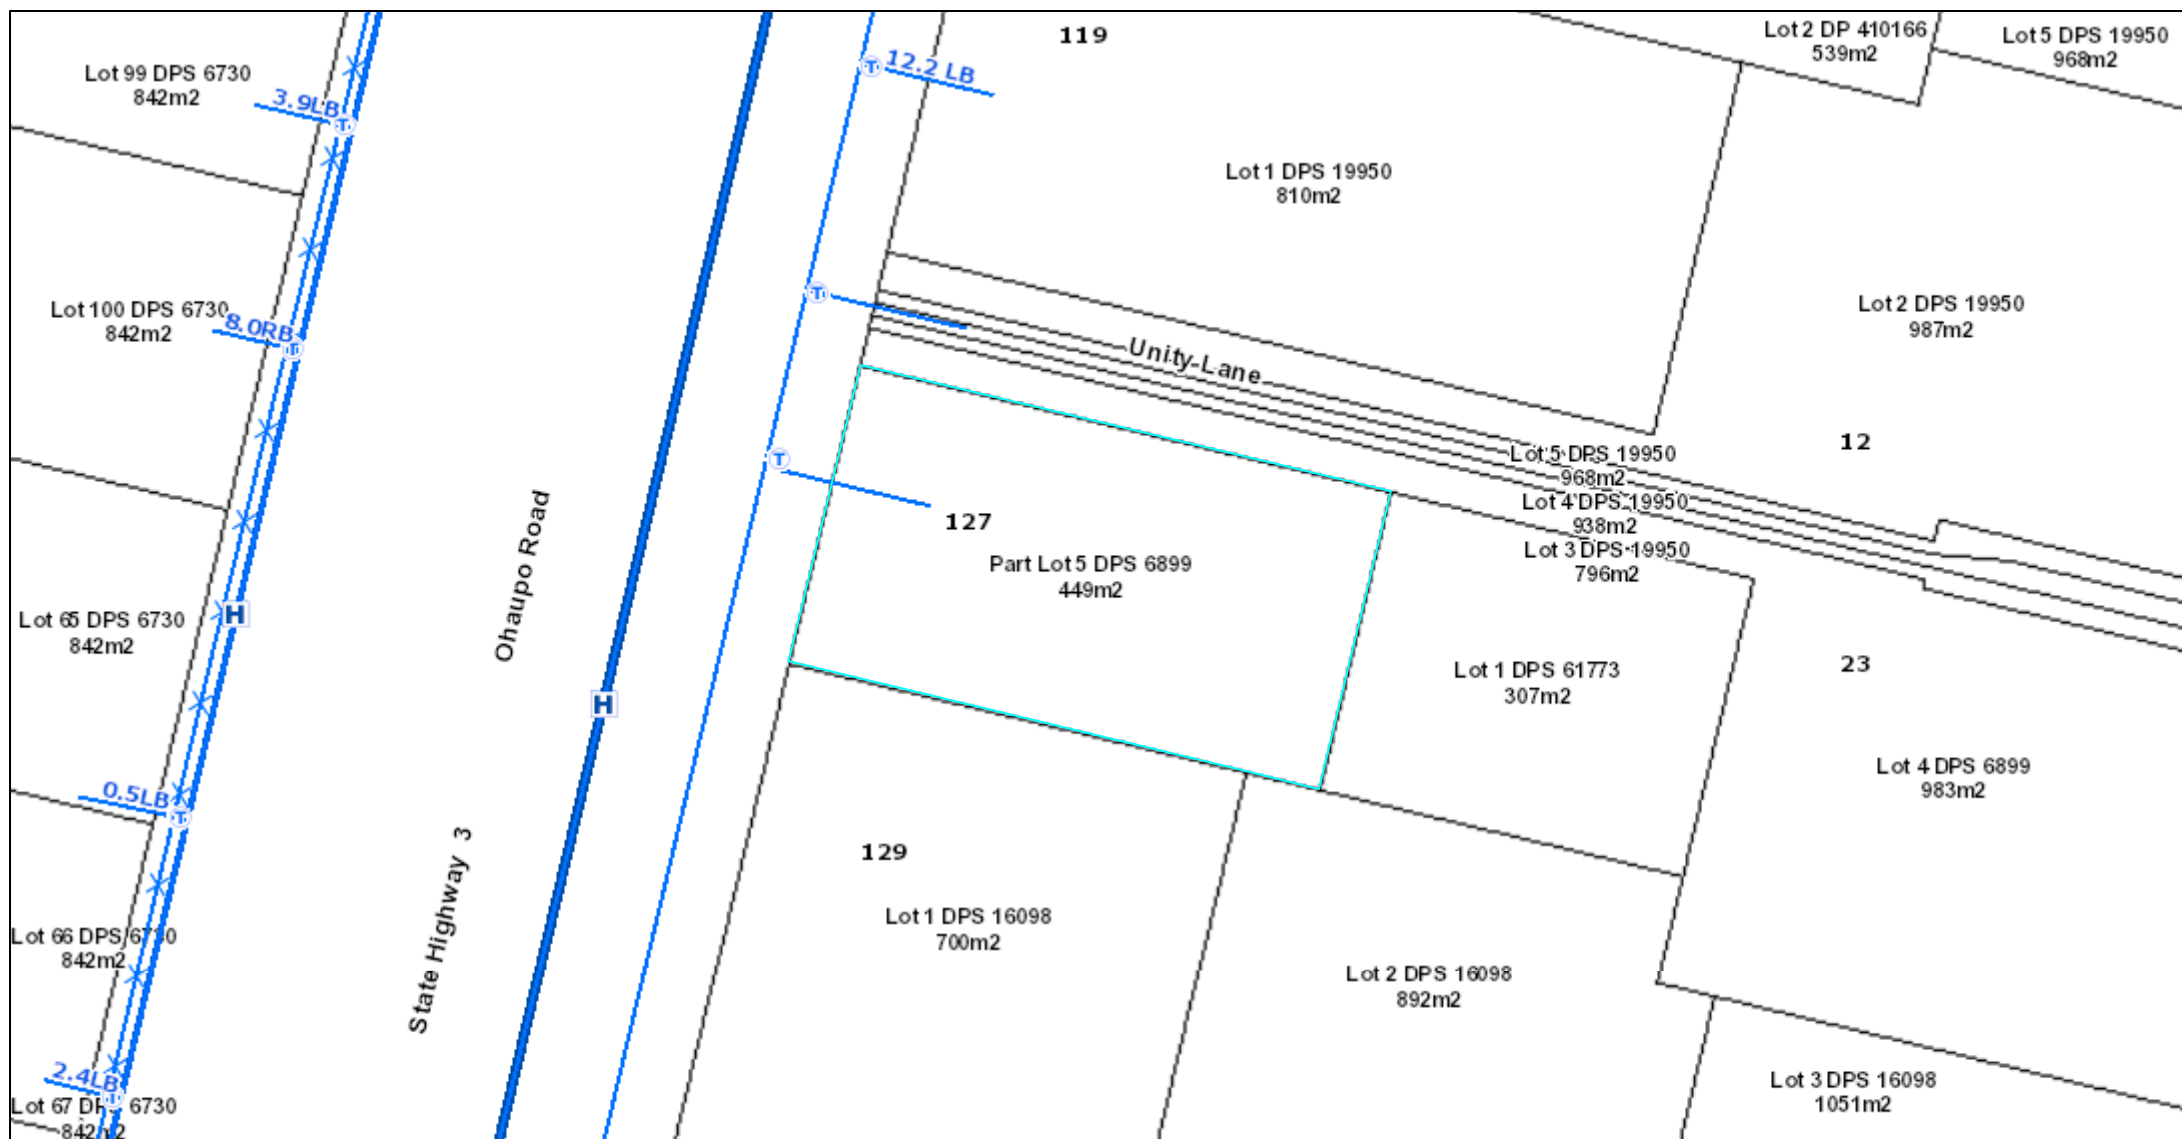 119
Lot 2 DP 410166
539m2
Lot 5 DPS 19950
968m2
Lot 99 DPS 6730
842m2
3.9LB
T
T
12.2 LB
Lot 1 DPS 19950
810m2
Lot 100 DPS 6730
842m2
8.0RB
T
T
Lot 2 DPS 19950
987m2
Unity Lane
12
Lot 5 DPS 19950
968m2
Lot 4 DPS 19950
938m2
Lot 3 DPS 19950
796m2
T
127
Part Lot 5 DPS 6899
449m2
Ohaupo Road
H
Lot 65 DPS 6730
842m2
H
Lot 1 DPS 61773
307m2
23
Lot 4 DPS 6899
983m2
0.5LB
T
129
Lot 1 DPS 16098
700m2
State Highway 3
Lot 66 DPS 6730
842m2
Lot 2 DPS 16098
892m2
2.4LB
T
Lot 67 DPS 6730
842m2
Lot 3 DPS 16098
1051m2